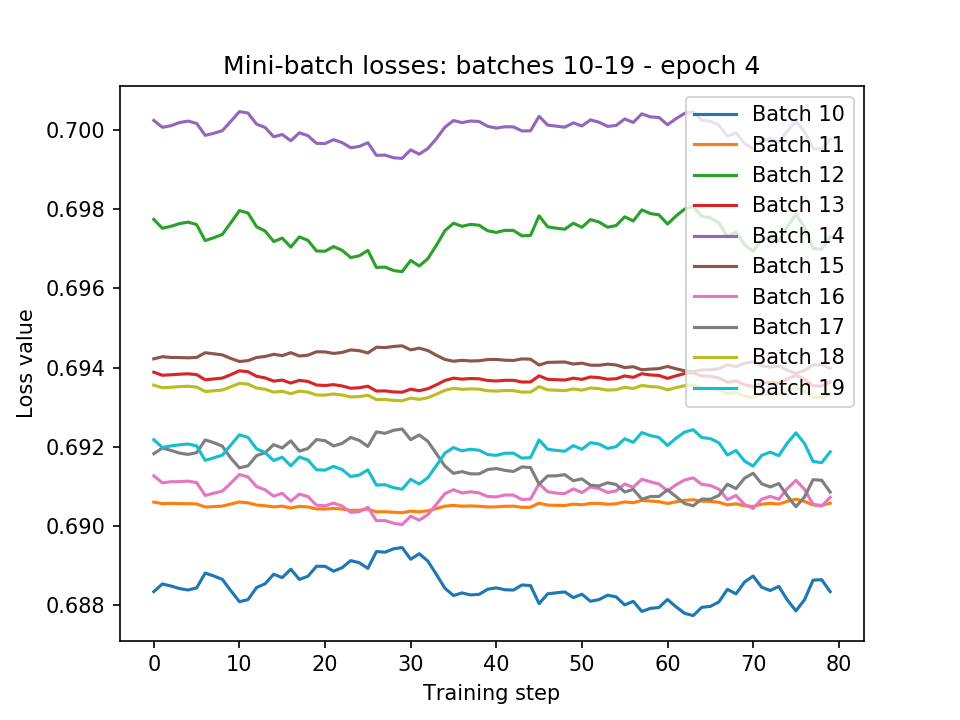 Mini-batch losses: batches 10-19 - epoch 4
Loss value
0.700
0.698
0.696
0.694
0.692
0.690
0.688
Batch 10
Batch 11
Batch 12
Batch 13
Batch 14
Batch 15
Batch 16
Batch 17
Batch 18
Batch 19
0 10 20 30 40 50 60 70 80
Training step